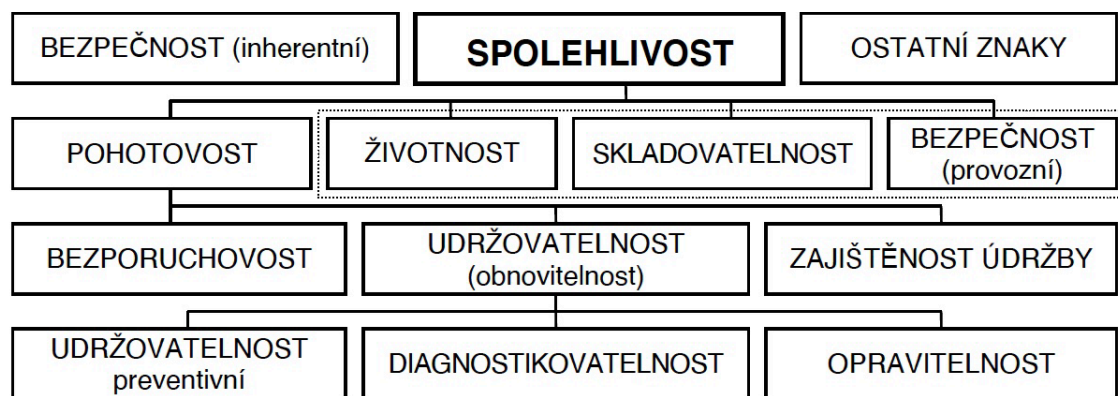 BEZPEČNOST (inherentní)
SPOLEHLIVOST
OSTATNÍ ZNAKY
POHOTOVOST
ŽIVOTNOST
SKLADOVATELNOST
BEZPEČNOST
(provozní)
BEZPORUCHOVOST
UDRŽOVATELNOST
(obnovitelnost)
ZAJIŠTĚNOST ÚDRŽBY
UDRŽOVATELNOST
preventivní
DIAGNOSTIKOVATELNOST
OPRAVITELNOST